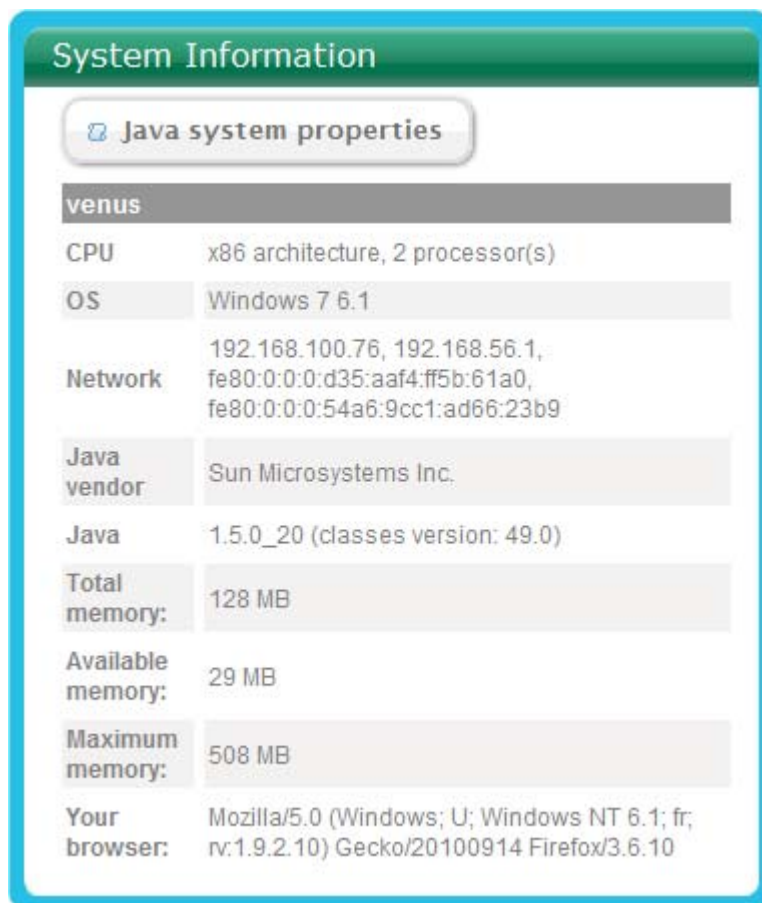 System Information
Java system properties
venus
CPU x86 architecture, 2 processor(s)
OS Windows 7 6.1
Network 192.168.100.76, 192.168.56.1,
fe80:0:0:0:d35:aaf4:ff5b:61a0,
fe80:0:0:0:54a6:9cc1:ad66:23b9
Java
vendor Sun Microsystems Inc.
Java 1.5.0_20 (classes version: 49.0)
Total
memory: 128 MB
Available
memory: 29 MB
Maximum
memory: 508 MB
Your
browser: Mozilla/5.0 (Windows; U; Windows NT 6.1; fr;
rv:1.9.2.10) Gecko/20100914 Firefox/3.6.10